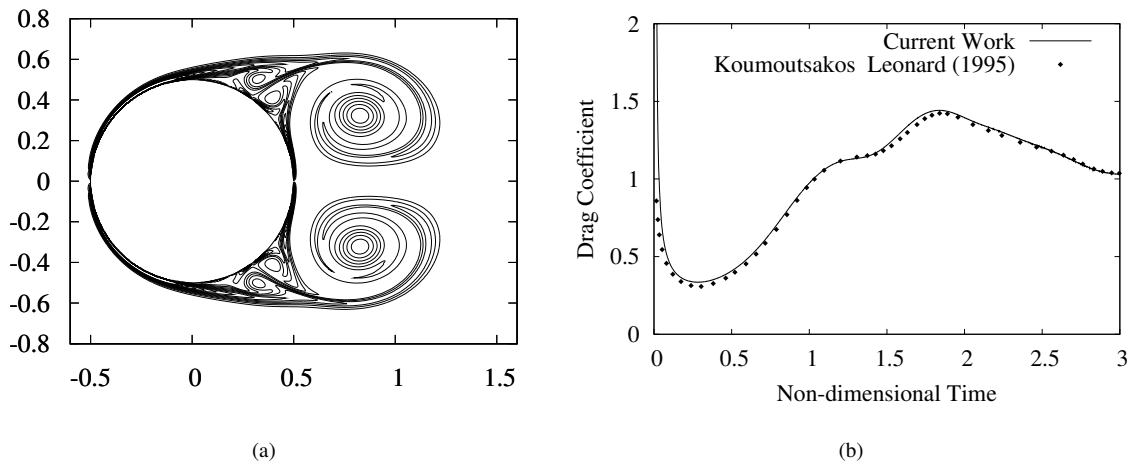 0.8
0.6
0.4
0.2
0
-0.2
-0.4
-0.6
-0.8
-0.5 0 0.5 1 1.5
(a)
2
1.5
1
0.5
0
Drag Coefficient
Current Work
Koumoutsakos Leonard (1995)
0 0.5 1 1.5 2 2.5 3
Non-dimensional Time
(b)